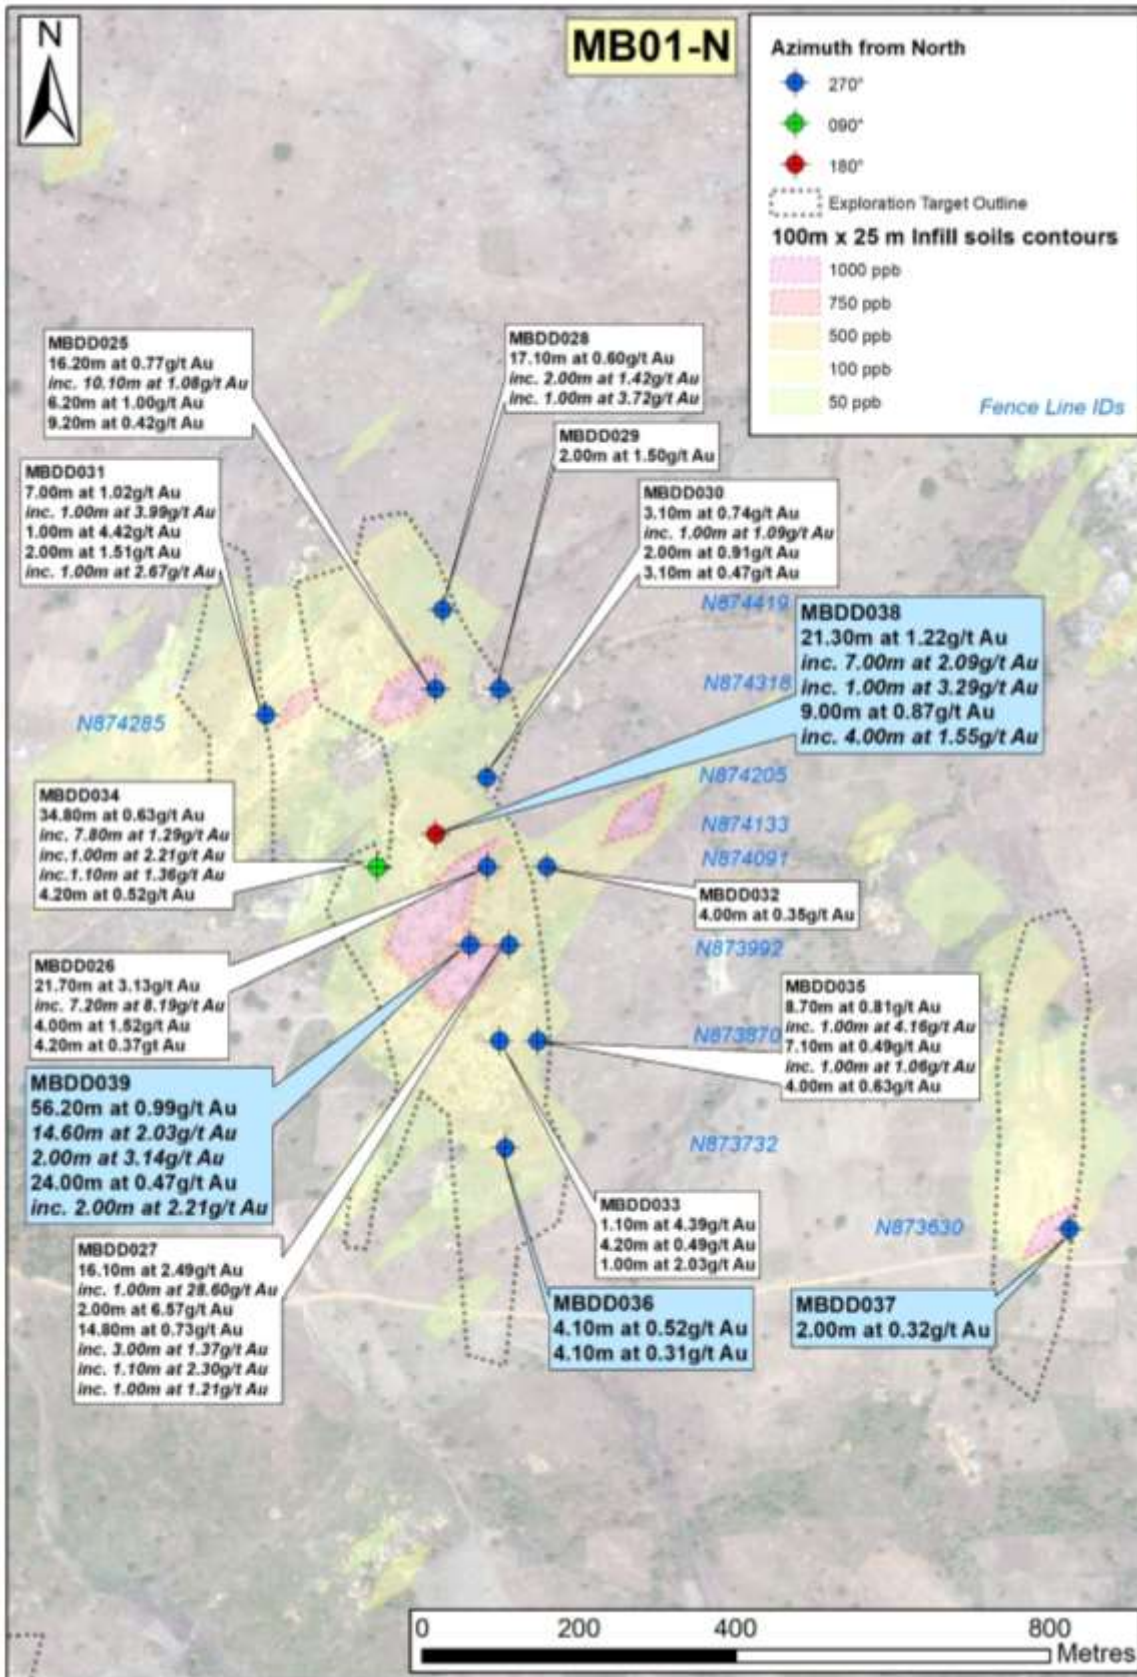 N
MB01-N
Azimuth from North
270°
090°
180°
Exploration Target Outline
100m x 25 m Infill soils contours
1000 ppb
750 ppb
500 ppb
100 ppb
50 ppb
Fence Line IDs
MBDD025
16.20m at 0.77g/t Au
inc. 10.10m at 1.08g/t Au
6.20m at 1.00g/t Au
9.20m at 0.42g/t Au
MBDD028
17.10m at 0.60g/t Au
inc. 2.00m at 1.42g/t Au
inc. 1.00m at 3.72g/t Au
MBDD029
2.00m at 1.50g/t Au
MBDD031
7.00m at 1.02g/t Au
inc. 1.00m at 3.99g/t Au
1.00m at 4.42g/t Au
2.00m at 1.51g/t Au
inc. 1.00m at 2.67g/t Au
MBDD030
3.10m at 0.74g/t Au
inc. 1.00m at 1.09g/t Au
2.00m at 0.91g/t Au
3.10m at 0.47g/t Au
N874419
MBDD038
21.30m at 1.22g/t Au
inc. 7.00m at 2.09g/t Au
inc. 1.00m at 3.29g/t Au
9.00m at 0.87g/t Au
inc. 4.00m at 1.55g/t Au
N874318
N874285
N874205
MBDD034
34.80m at 0.63g/t Au
inc. 7.80m at 1.29g/t Au
inc.1.00m at 2.21g/t Au
inc.1.10m at 1.36g/t Au
4.20m at 0.52g/t Au
N874133
N874091
MBDD032
4.00m at 0.35g/t Au
N873992
MBDD026
21.70m at 3.13g/t Au
inc. 7.20m at 8.19g/t Au
4.00m at 1.52g/t Au
4.20m at 0.37gt Au
MBDD035
8.70m at 0.81g/t Au
inc. 1.00m at 4.16g/t Au
7.10m at 0.49g/t Au
inc. 1.00m at 1.06g/t Au
4.00m at 0.63g/t Au
N873870
MBDD039
56.20m at 0.99g/t Au
14.60m at 2.03g/t Au
2.00m at 3.14g/t Au
24.00m at 0.47g/t Au
inc. 2.00m at 2.21g/t Au
N873732
MBDD033
1.10m at 4.39g/t Au
4.20m at 0.49g/t Au
1.00m at 2.03g/t Au
N873630
MBDD027
16.10m at 2.49g/t Au
inc. 1.00m at 28.60g/t Au
2.00m at 6.57g/t Au
14.80m at 0.73g/t Au
inc. 3.00m at 1.37g/t Au
inc. 1.10m at 2.30g/t Au
inc. 1.00m at 1.21g/t Au
MBDD036
4.10m at 0.52g/t Au
4.10m at 0.31g/t Au
MBDD037
2.00m at 0.32g/t Au
0 200 400 800
Metres